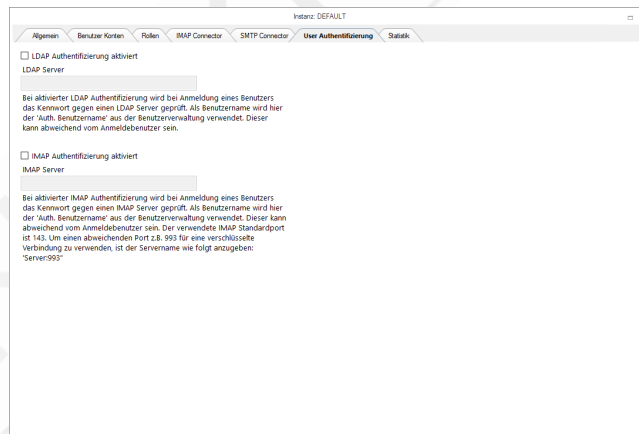 Instanz: DEFAULT
Allgemein Benutzer Konten Rollen IMAP Connector SMTP Connector User Authentifizierung Statistik
LDAP Authentifizierung aktiviert
LDAP Server
Bei aktivierter LDAP Authentifizierung wird bei Anmeldung eines Benutzers
das Kennwort gegen einen LDAP Server geprüft. Als Benutzername wird hier
der 'Auth. Benutzername' aus der Benutzerverwaltung verwendet. Dieser
kann abweichend vom Anmeldebenutzer sein.
IMAP Authentifizierung aktiviert
IMAP Server
Bei aktivierter IMAP Authentifizierung wird bei Anmeldung eines Benutzers
das Kennwort gegen einen IMAP Server geprüft. Als Benutzername wird hier
der 'Auth. Benutzername' aus der Benutzerverwaltung verwendet. Dieser kann
abweichend vom Anmeldebenutzer sein. Der verwendete IMAP Standardport
ist 143. Um einen abweichenden Port z.B. 993 für eine verschlüsselte
Verbindung zu verwenden, ist der Servername wie folgt anzugeben:
'Server:993"